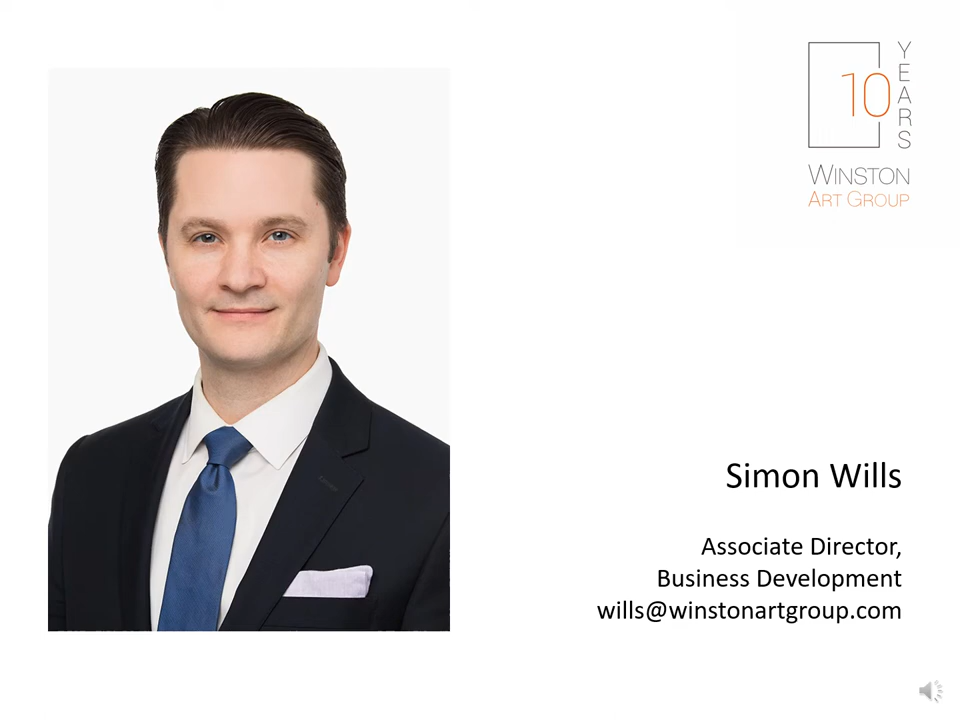 10
YEARS
WINSTON
ART GROUP
Simon Wills
Associate Director,
Business Development
wills@winstonartgroup.com